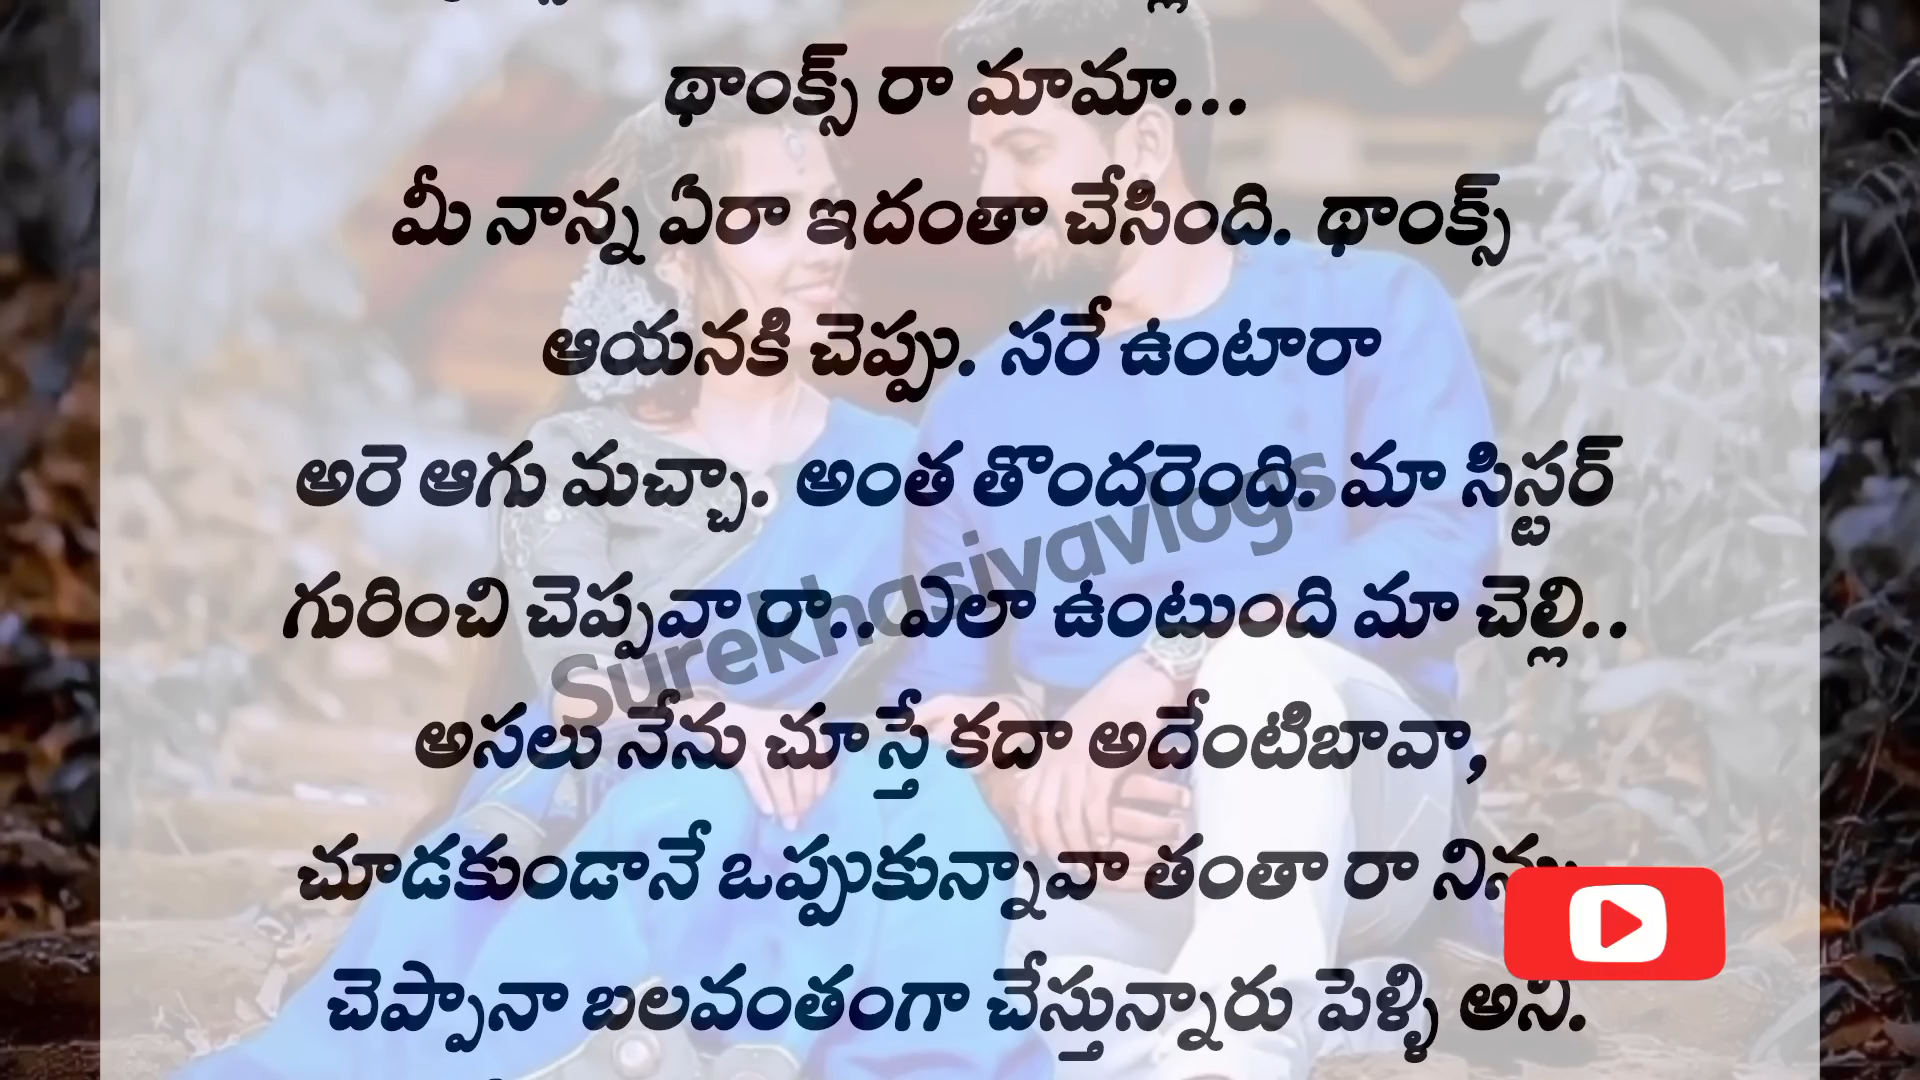 థాంక్స్ రా మామా...
మీ నాన్న ఏరా ఇదంతా చేసింది. థాంక్స్
ఆయనకి చెప్పు. సరే ఉంటారా
అరె ఆగు మచ్చా. అంత తొందరెంది. మా సిస్టర్
గురించి చెప్పవా రా.. ఎలా ఉంటుంది మా చెల్లి..
అసలు నేను చూస్తే కదా అదేంటిబావా,
చూడకుండానే ఒప్పుకున్నావా తంతా రా
చెప్పానా బలవంతంగా చేస్తున్నారు పెళ్ళి అని.
Surekhasivavlogs